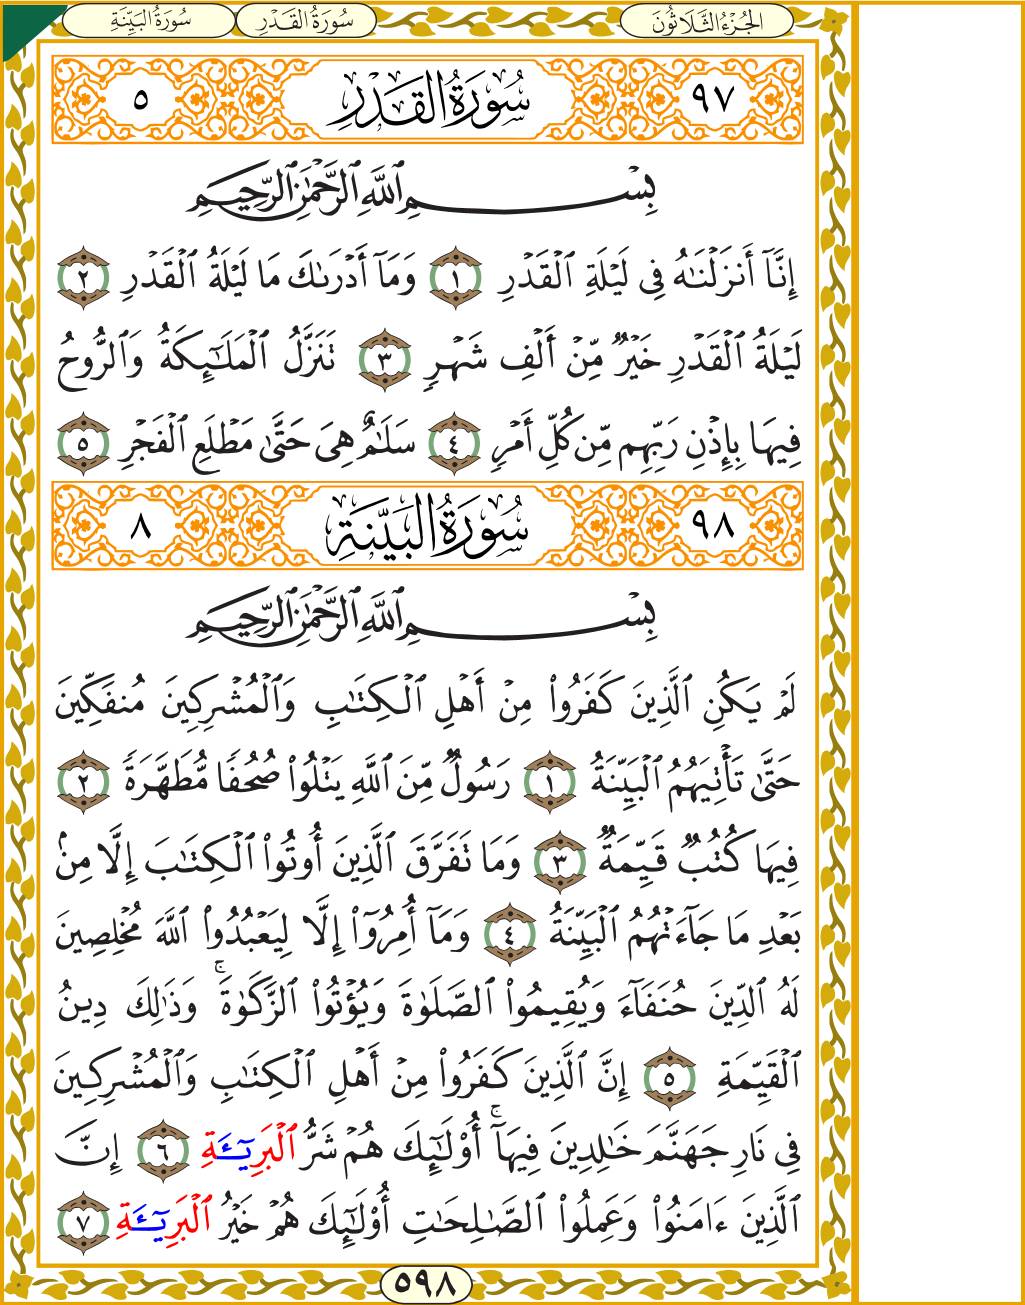 الجُزْءُ الثَّلَاثُونَ سُورَةُ القَدْرِ سُورَةُ البَيِّنَةِ
٩٧ سُورَةُ القَدْرِ ٥
بِسْمِ ٱللَّهِ ٱلرَّحْمَٰنِ ٱلرَّحِيمِ
إِنَّآ أَنزَلْنَٰهُ فِى لَيْلَةِ ٱلْقَدْرِ ١ وَمَآ أَدْرَىٰكَ مَا لَيْلَةُ ٱلْقَدْرِ ٢
لَيْلَةُ ٱلْقَدْرِ خَيْرٌ مِّنْ أَلْفِ شَهْرٍ ٣ تَنَزَّلُ ٱلْمَلَٰٓئِكَةُ وَٱلرُّوحُ
فِيهَا بِإِذْنِ رَبِّهِم مِّن كُلِّ أَمْرٍ ٤ سَلَٰمٌ هِىَ حَتَّىٰ مَطْلَعِ ٱلْفَجْرِ ٥
٩٨ سُورَةُ البَيِّنَةِ ٨
بِسْمِ ٱللَّهِ ٱلرَّحْمَٰنِ ٱلرَّحِيمِ
لَمْ يَكُنِ ٱلَّذِينَ كَفَرُوا۟ مِنْ أَهْلِ ٱلْكِتَٰبِ وَٱلْمُشْرِكِينَ مُنفَكِّينَ
حَتَّىٰ تَأْتِيَهُمُ ٱلْبَيِّنَةُ ١ رَسُولٌ مِّنَ ٱللَّهِ يَتْلُوا۟ صُحُفًا مُّطَهَّرَةً ٢
فِيهَا كُتُبٌ قَيِّمَةٌ ٣ وَمَا تَفَرَّقَ ٱلَّذِينَ أُوتُوا۟ ٱلْكِتَٰبَ إِلَّا مِنۢ
بَعْدِ مَا جَآءَتْهُمُ ٱلْبَيِّنَةُ ٤ وَمَآ أُمِرُوٓا۟ إِلَّا لِيَعْبُدُوا۟ ٱللَّهَ مُخْلِصِينَ
لَهُ ٱلدِّينَ حُنَفَآءَ وَيُقِيمُوا۟ ٱلصَّلَوٰةَ وَيُؤْتُوا۟ ٱلزَّكَوٰةَ ۚ وَذَٰلِكَ دِينُ
ٱلْقَيِّمَةِ ٥ إِنَّ ٱلَّذِينَ كَفَرُوا۟ مِنْ أَهْلِ ٱلْكِتَٰبِ وَٱلْمُشْرِكِينَ
فِى نَارِ جَهَنَّمَ خَٰلِدِينَ فِيهَآ ۚ أُو۟لَٰٓئِكَ هُمْ شَرُّ ٱلْبَرِيٓـَٔةِ ٦ إِنَّ
ٱلَّذِينَ ءَامَنُوا۟ وَعَمِلُوا۟ ٱلصَّٰلِحَٰتِ أُو۟لَٰٓئِكَ هُمْ خَيْرُ ٱلْبَرِيٓـَٔةِ ٧
٥٩٨